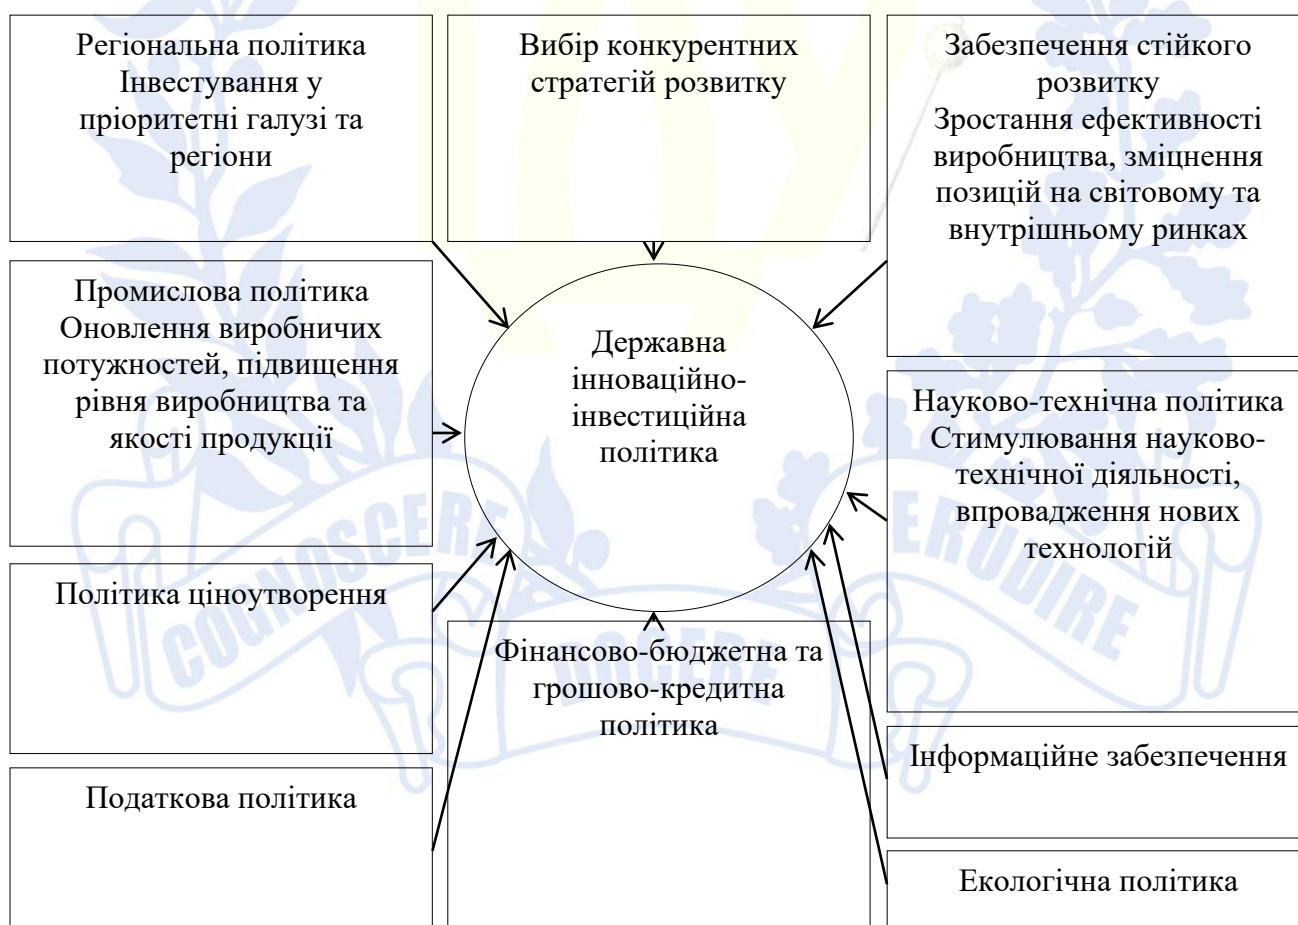 Регіональна політика
Інвестування у
пріоритетні галузі та
регіони
Вибір конкурентних
стратегій розвитку
Забезпечення стійкого
розвитку
Зростання ефективності
виробництва, зміцнення
позицій на світовому та
внутрішньому ринках
Промислова політика
Оновлення виробничих
потужностей, підвищення
рівня виробництва та
якості продукції
Державна
інноваційно-
інвестиційна
політика
Науково-технічна політика
Стимулювання науково-
технічної діяльності,
впровадження нових
технологій
Політика ціноутворення
Фінансово-бюджетна та
грошово-кредитна
політика
Інформаційне забезпечення
Податкова політика
Екологічна політика
COGNOSCERE
DOCERE
ERUDIRE